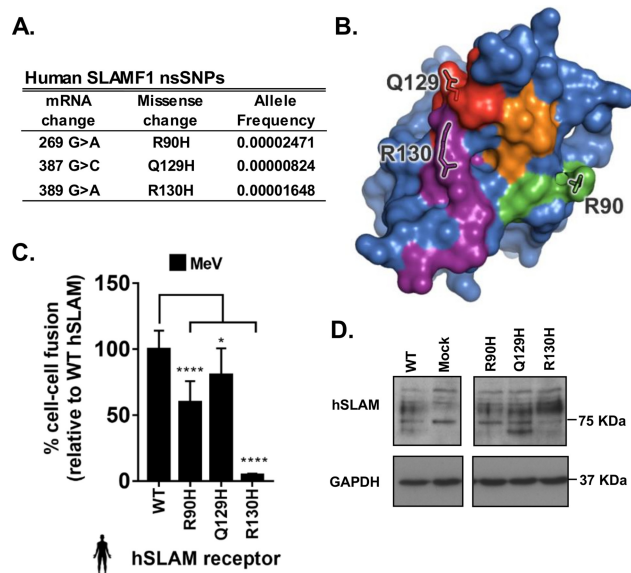 A.
Human SLAMF1 nsSNPs
mRNA change Missense change Allele Frequency
269 G>A R90H 0.00002471
387 G>C Q129H 0.00000824
389 G>A R130H 0.00001648
B.
Q129
R130
R90
C.
MeV
% cell-cell fusion
(relative to WT hSLAM)
150
100
50
0
****
*
****
WT
R90H
Q129H
R130H
hSLAM receptor
D.
WT
Mock
R90H
Q129H
R130H
hSLAM
75 KDa
GAPDH
37 KDa